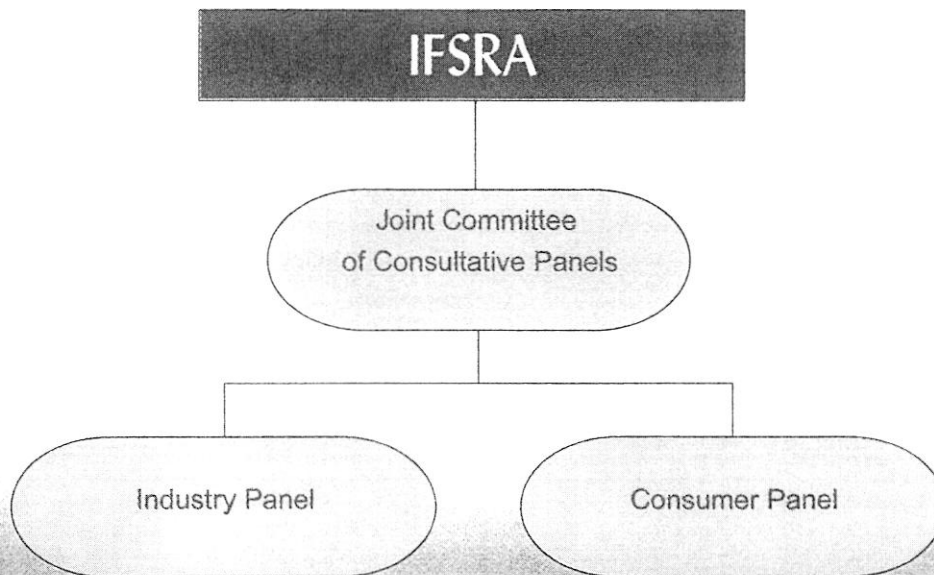 IFSRA
Joint Committee
of Consultative Panels
Industry Panel
Consumer Panel